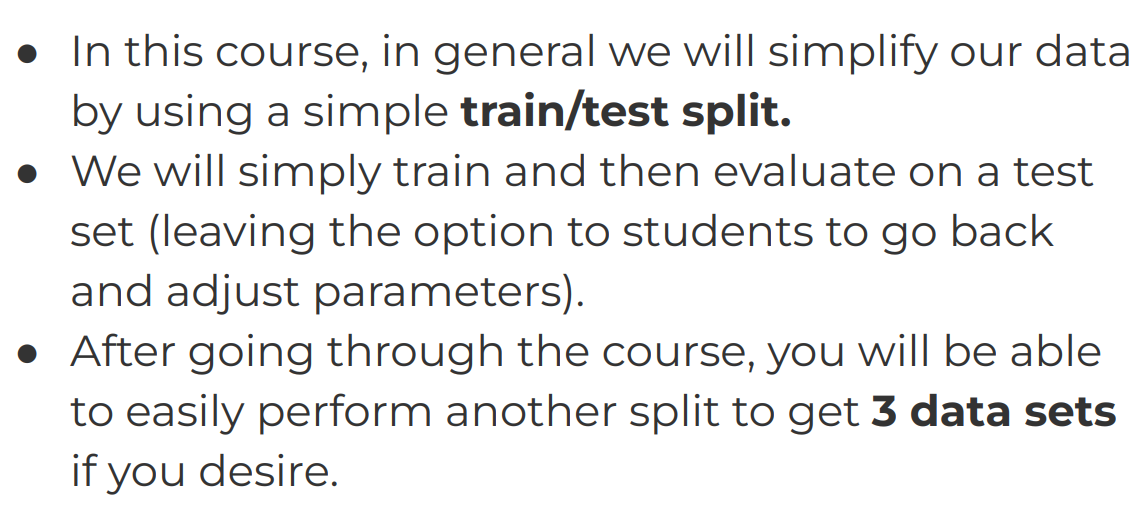 ● In this course, in general we will simplify our data
by using a simple train/test split.
● We will simply train and then evaluate on a test
set (leaving the option to students to go back
and adjust parameters).
● After going through the course, you will be able
to easily perform another split to get 3 data sets
if you desire.